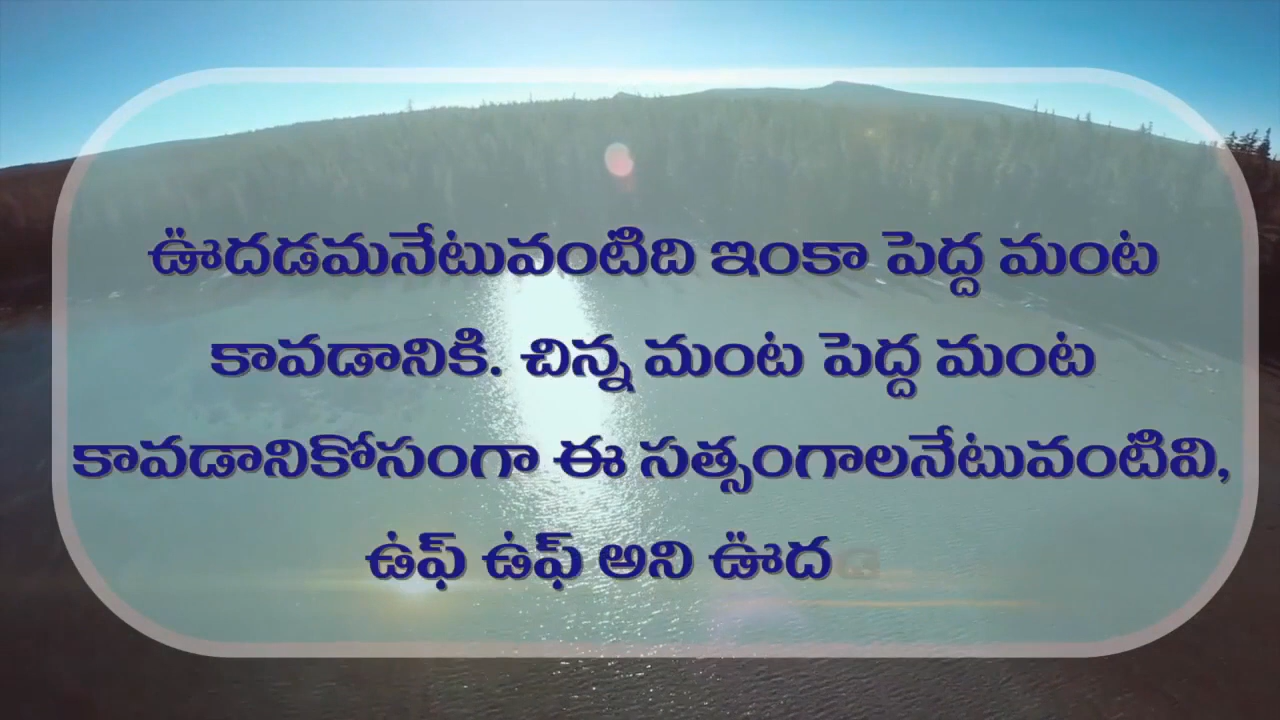 ఊదడమనేటువంటిది ఇంకా పెద్ద మంట
కావడానికి. చిన్న మంట పెద్ద మంట
కావడానికోసంగా ఈ సత్సంగాలనేటువంటివి,
ఉఫ్ ఉఫ్ అని ఊద